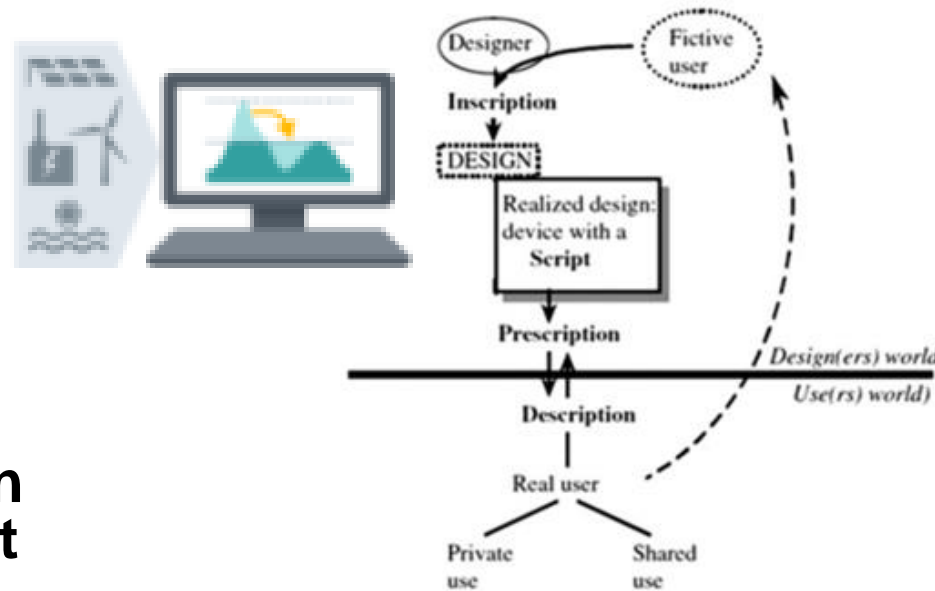 Designer
Fictive
user
Inscription
DESIGN
Realized design:
device with a
Script
Prescription
Design(ers) world
Use(rs) world)
Description
n
t
Real user
Private
use
Shared
use